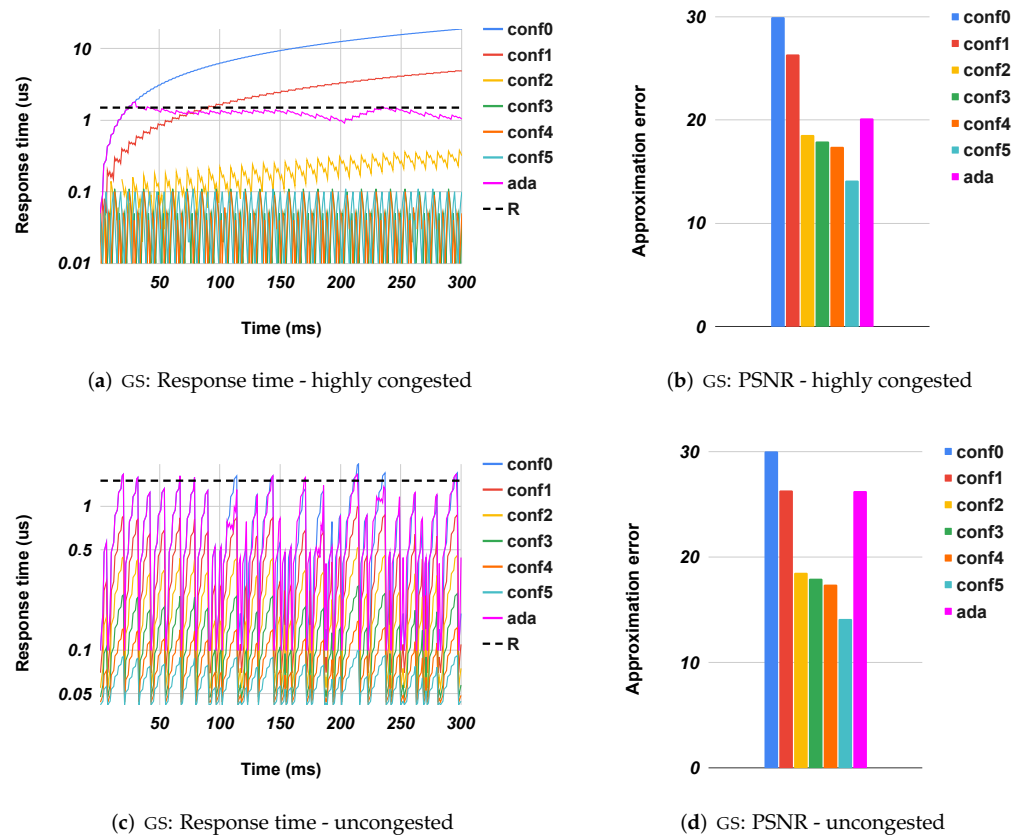 Response time (us)
10
1
0.1
0.01
50 100 150 200 250 300
Time (ms)
conf0
conf1
conf2
conf3
conf4
conf5
ada
R
(a) GS: Response time - highly congested
Approximation error
30
20
10
0
conf0
conf1
conf2
conf3
conf4
conf5
ada
(b) GS: PSNR - highly congested
Response time (us)
1
0.5
0.1
0.05
50 100 150 200 250 300
Time (ms)
conf0
conf1
conf2
conf3
conf4
conf5
ada
R
(c) GS: Response time - uncongested
Approximation error
30
20
10
0
conf0
conf1
conf2
conf3
conf4
conf5
ada
(d) GS: PSNR - uncongested